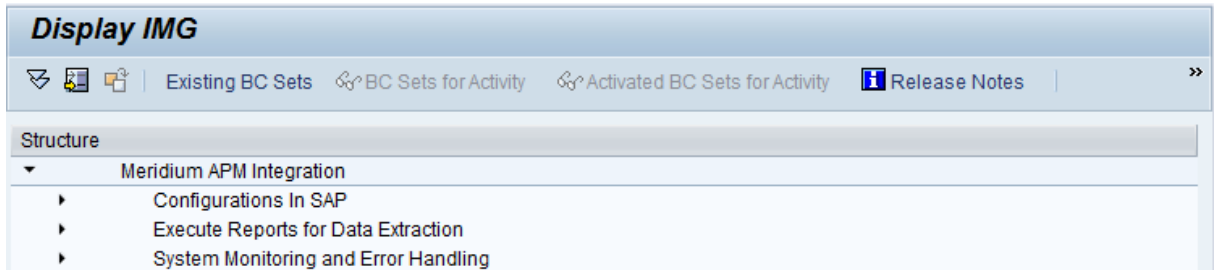 Display IMG
Existing BC Sets BC Sets for Activity Activated BC Sets for Activity Release Notes »
Structure
Meridium APM Integration
Configurations In SAP
Execute Reports for Data Extraction
System Monitoring and Error Handling